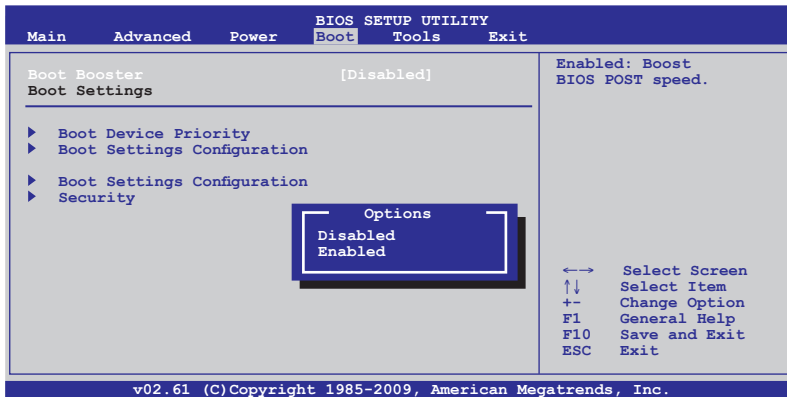 BIOS SETUP UTILITY
Main Advanced Power Boot Tools Exit
Boot Booster [Disabled]
Boot Settings
Boot Device Priority
Boot Settings Configuration
Boot Settings Configuration
Security
Options
Disabled
Enabled
Enabled: Boost
BIOS POST speed.
←→ Select Screen
↑↓ Select Item
+- Change Option
F1 General Help
F10 Save and Exit
ESC Exit
v02.61 (C)Copyright 1985-2009, American Megatrends, Inc.